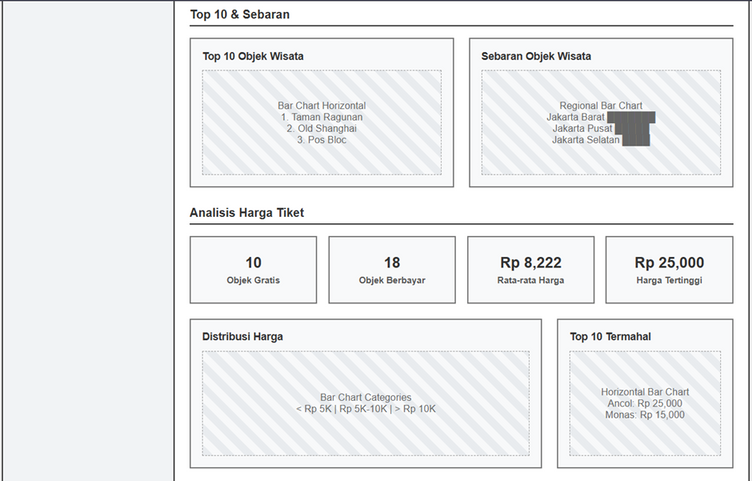 Top 10 & Sebaran
Top 10 Objek Wisata
Bar Chart Horizontal
1. Taman Ragunan
2. Old Shanghai
3. Pos Bloc
Sebaran Objek Wisata
Regional Bar Chart
Jakarta Barat ████████
Jakarta Pusat ██████
Jakarta Selatan ████
Analisis Harga Tiket
10
Objek Gratis
18
Objek Berbayar
Rp 8,222
Rata-rata Harga
Rp 25,000
Harga Tertinggi
Distribusi Harga
Bar Chart Categories
< Rp 5K | Rp 5K-10K | > Rp 10K
Top 10 Termahal
Horizontal Bar Chart
Ancol: Rp 25,000
Monas: Rp 15,000